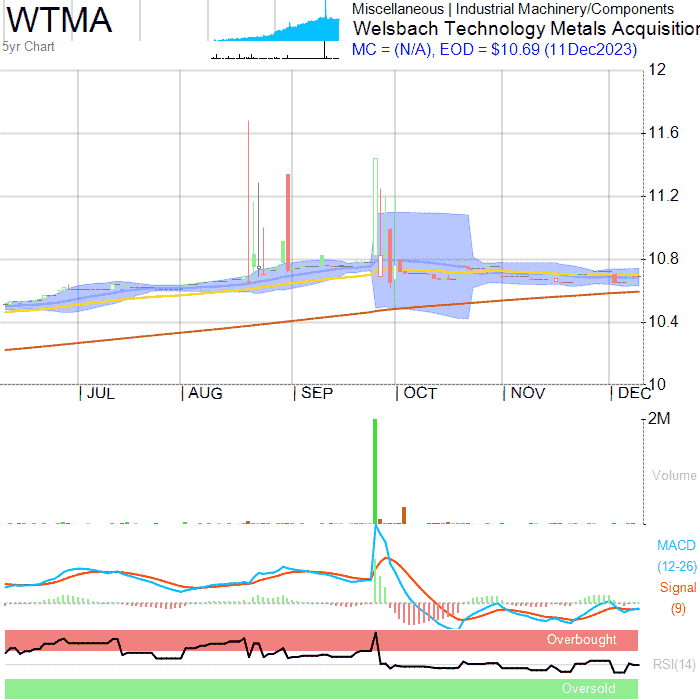 WTMA
5yr Chart
Miscellaneous | Industrial Machinery/Components
Welsbach Technology Metals Acquisition
MC = (N/A), EOD = $10.69 (11Dec2023)
12
11.6
11.2
10.8
10.4
10
JUL AUG SEP OCT NOV DEC
2M
Volume
MACD
(12-26)
Signal
(9)
Overbought
RSI(14)
Oversold